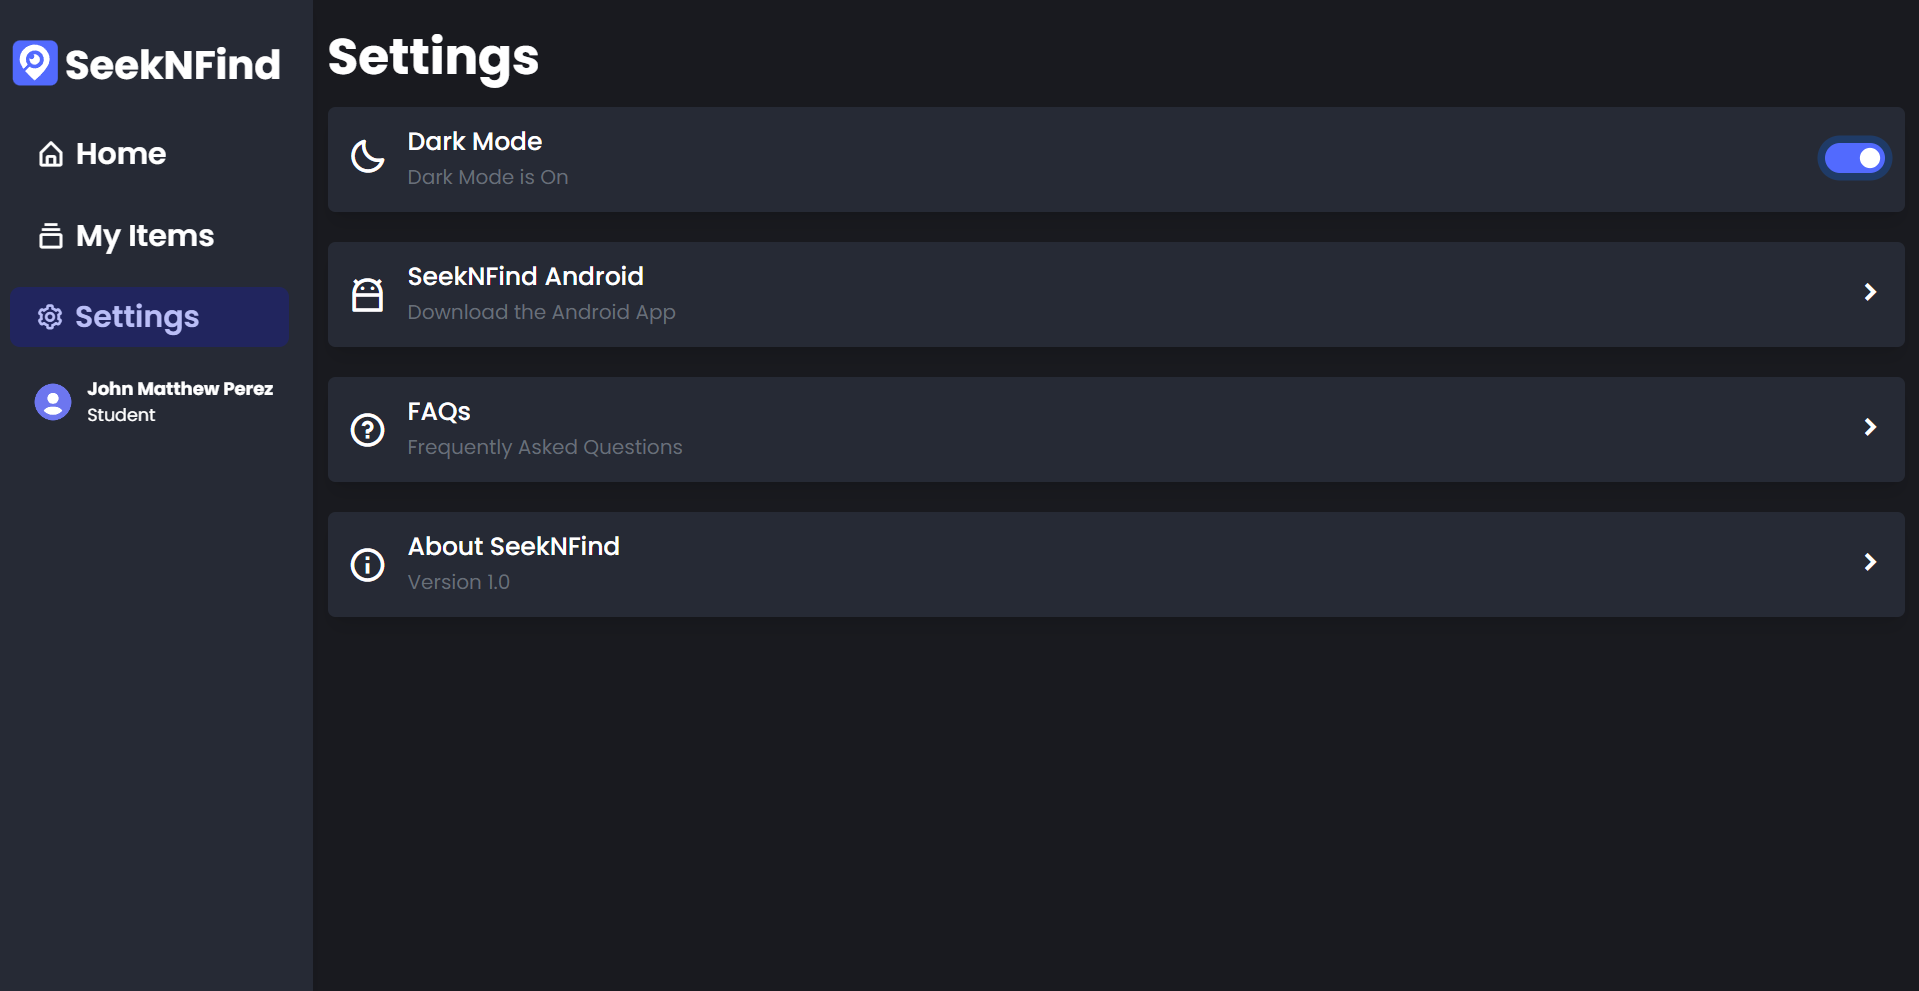 SeekNFind
Home
My Items
Settings
John Matthew Perez
Student
Settings
Dark Mode
Dark Mode is On
SeekNFind Android
Download the Android App
FAQs
Frequently Asked Questions
About SeekNFind
Version 1.0